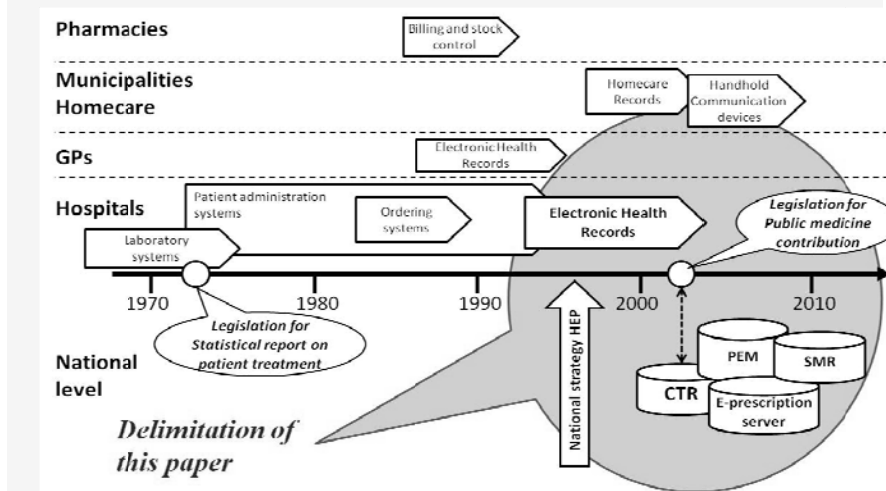 Pharmacies
Billing and stock
control
Municipalities
Homecare
Homecare
Records
Handhold
Communication
devices
GPs
Electronic Health
Records
Hospitals
Patient administration
systems
Ordering
systems
Electronic Health
Records
Legislation for
Public medicine
contribution
Laboratory
systems
1970
1980
1990
2000
2010
Legislation for
Statistical report on
patient treatment
National
level
National strategy HEP
PEM
SMR
CTR
E-prescription
server
Delimitation of
this paper